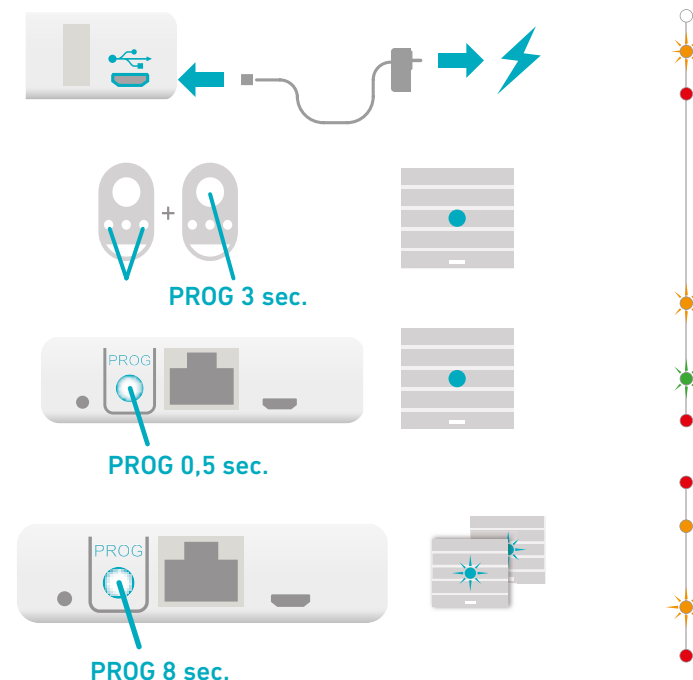 +
PROG 3 sec.
PROG
PROG 0,5 sec.
PROG
PROG 8 sec.